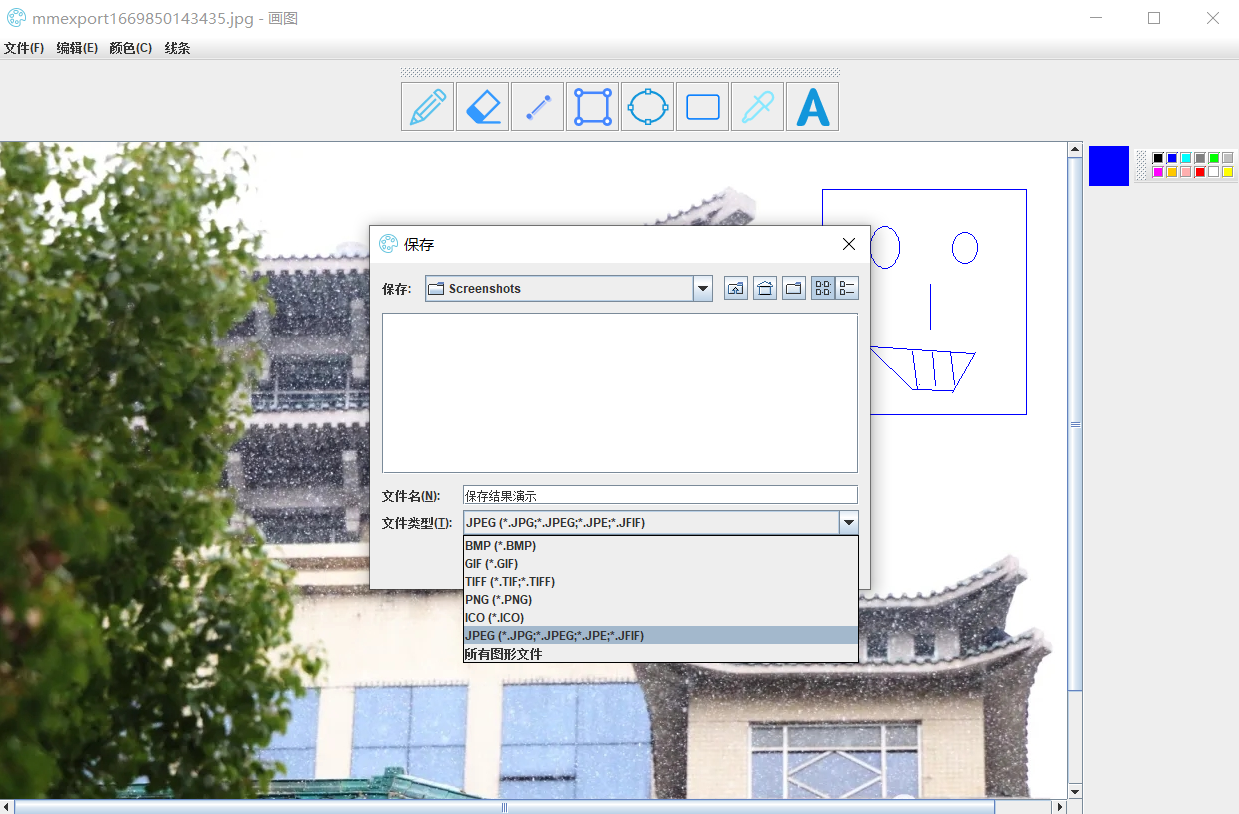 mmexport1669850143435.jpg - 画图
文件(F) 编辑(E) 颜色(C) 线条
A
保存
保存: Screenshots
文件名(N): 保存结果演示
文件类型(T): JPEG (*.JPG;*.JPEG;*.JPE;*.JFIF)
BMP (*.BMP)
GIF (*.GIF)
TIFF (*.TIF;*.TIFF)
PNG (*.PNG)
ICO (*.ICO)
JPEG (*.JPG;*.JPEG;*.JPE;*.JFIF)
所有图形文件